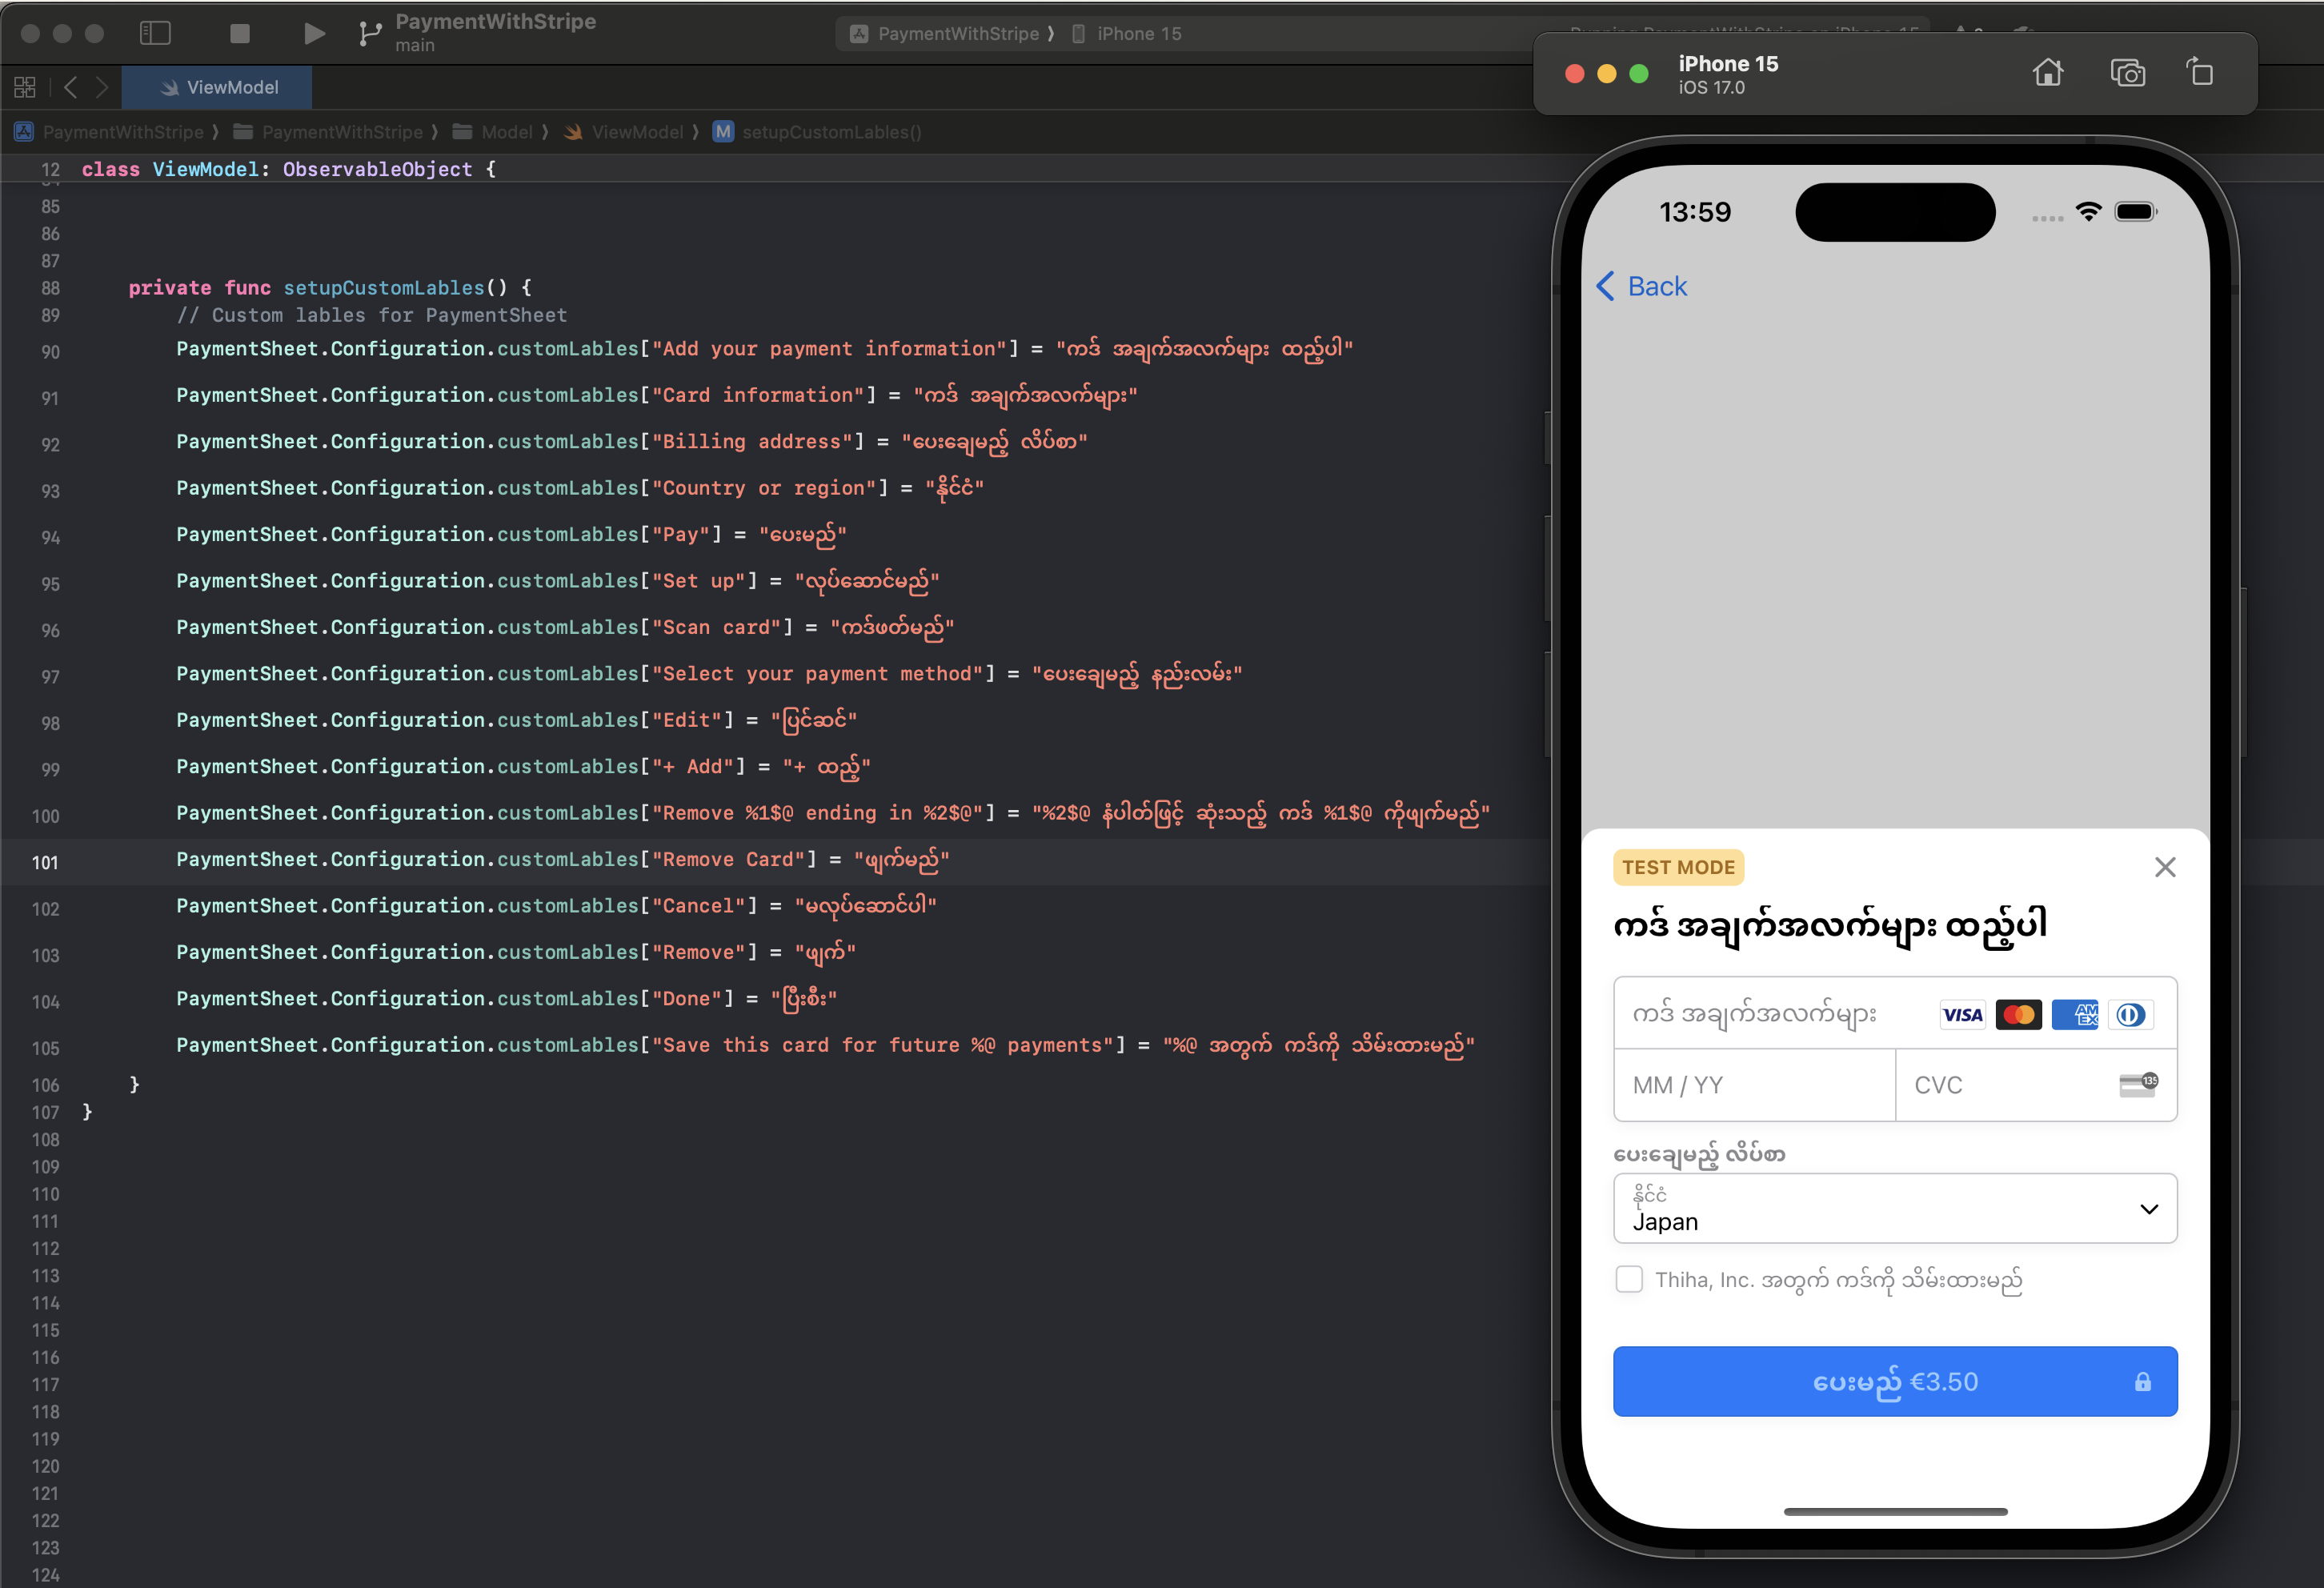 PaymentWithStripe
main
PaymentWithStripe ⟩ iPhone 15
ViewModel
PaymentWithStripe ⟩ PaymentWithStripe ⟩ Model ⟩ ViewModel ⟩ M setupCustomLables()
12 class ViewModel: ObservableObject {
85
86
87
88 private func setupCustomLables() {
89 // Custom lables for PaymentSheet
90 PaymentSheet.Configuration.customLables["Add your payment information"] = "ကဒ် အချက်အလက်များ ထည့်ပါ"
91 PaymentSheet.Configuration.customLables["Card information"] = "ကဒ် အချက်အလက်များ"
92 PaymentSheet.Configuration.customLables["Billing address"] = "ပေးချေမည့် လိပ်စာ"
93 PaymentSheet.Configuration.customLables["Country or region"] = "နိုင်ငံ"
94 PaymentSheet.Configuration.customLables["Pay"] = "ပေးမည်"
95 PaymentSheet.Configuration.customLables["Set up"] = "လုပ်ဆောင်မည်"
96 PaymentSheet.Configuration.customLables["Scan card"] = "ကဒ်ဖတ်မည်"
97 PaymentSheet.Configuration.customLables["Select your payment method"] = "ပေးချေမည့် နည်းလမ်း"
98 PaymentSheet.Configuration.customLables["Edit"] = "ပြင်ဆင်"
99 PaymentSheet.Configuration.customLables["+ Add"] = "+ ထည့်"
100 PaymentSheet.Configuration.customLables["Remove %1$@ ending in %2$@"] = "%2$@ နံပါတ်ဖြင့် ဆုံးသည့် ကဒ် %1$@ ကိုဖျက်မည်"
101 PaymentSheet.Configuration.customLables["Remove Card"] = "ဖျက်မည်"
102 PaymentSheet.Configuration.customLables["Cancel"] = "မလုပ်ဆောင်ပါ"
103 PaymentSheet.Configuration.customLables["Remove"] = "ဖျက်"
104 PaymentSheet.Configuration.customLables["Done"] = "ပြီးစီး"
105 PaymentSheet.Configuration.customLables["Save this card for future %@ payments"] = "%@ အတွက် ကဒ်ကို သိမ်းထားမည်"
106 }
107 }
108
109
110
111
112
113
114
115
116
117
118
119
120
121
122
123
124
iPhone 15
iOS 17.0
13:59
Back
TEST MODE
ကဒ် အချက်အလက်များ ထည့်ပါ
ကဒ် အချက်အလက်များ VISA AM EX
MM / YY CVC 135
ပေးချေမည့် လိပ်စာ
နိုင်ငံ
Japan
Thiha, Inc. အတွက် ကဒ်ကို သိမ်းထားမည်
ပေးမည် €3.50